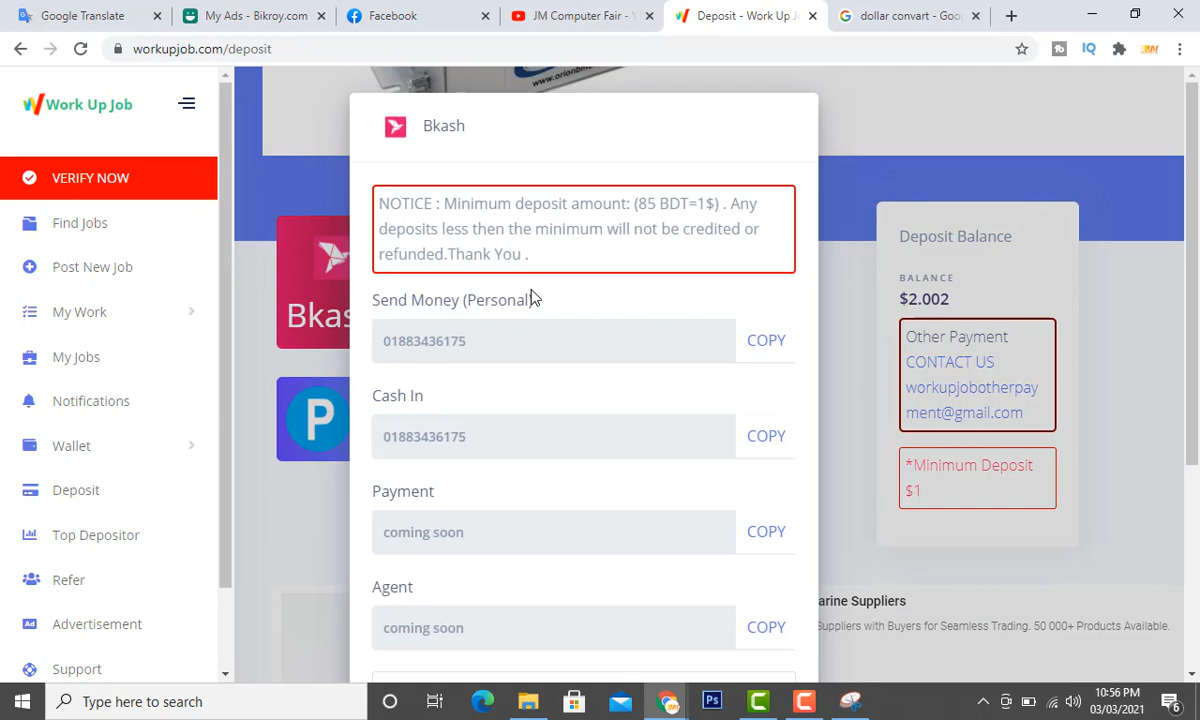 Google Translate
My Ads - Bikroy.com
Facebook
JM Computer Fair -
Deposit - Work Up J
dollar convart - Goo
workupjob.com/deposit
Work Up Job
VERIFY NOW
Find Jobs
Post New Job
My Work
My Jobs
Notifications
Wallet
Deposit
Top Depositor
Refer
Advertisement
Support
www.orionb
Bkas
P
Bkash
NOTICE : Minimum deposit amount: (85 BDT=1$) . Any
deposits less then the minimum will not be credited or
refunded.Thank You .
Send Money (Personal)
01883436175 COPY
Cash In
01883436175 COPY
Payment
coming soon COPY
Agent
coming soon COPY
Deposit Balance
BALANCE
$2.002
Other Payment
CONTACT US
workupjobotherpay
ment@gmail.com
*Minimum Deposit
$1
arine Suppliers
Suppliers with Buyers for Seamless Trading. 50 000+ Products Available.
Type here to search
10:56 PM
03/03/2021
6